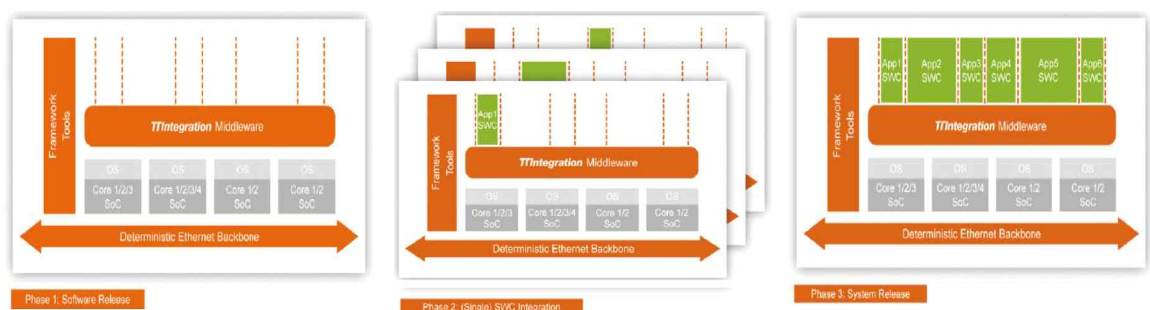 Framework
Tools
TTIntegration Middleware
OS
Core 1/2/3
SoC
OS
Core 1/2/3/4
SoC
OS
Core 1/2
SoC
OS
Core 1/2
SoC
Deterministic Ethernet Backbone
Phase 1: Software Release
Framework
Tools
App1
SWC
TTIntegration Middleware
OS
Core 1/2/3
SoC
OS
Core 1/2/3/4
SoC
OS
Core 1/2
SoC
OS
Core 1/2
SoC
Deterministic Ethernet Backbone
Phase 2: (Single) SWC Integration
Framework
Tools
App1
SWC
App2
SWC
App3
SWC
App4
SWC
App5
SWC
App6
SWC
TTIntegration Middleware
OS
Core 1/2/3
SoC
OS
Core 1/2/3/4
SoC
OS
Core 1/2
SoC
OS
Core 1/2
SoC
Deterministic Ethernet Backbone
Phase 3: System Release